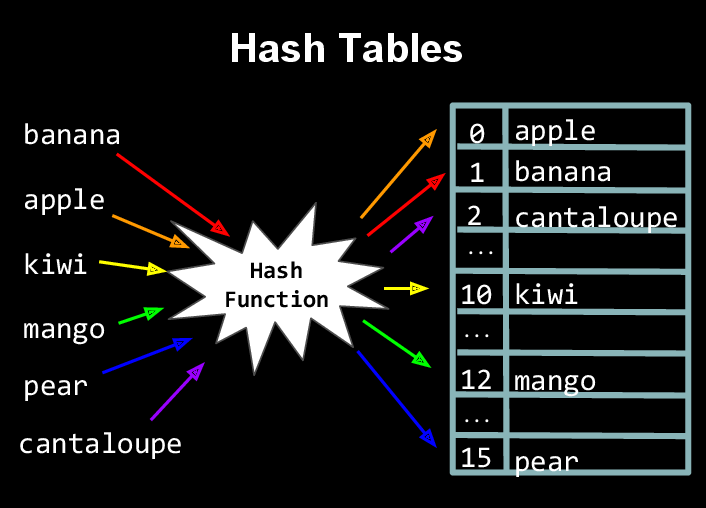 Hash Tables
banana
apple
kiwi
mango
pear
cantaloupe
Hash
Function
0 apple
1 banana
2 cantaloupe
...
10 kiwi
...
12 mango
...
15 pear